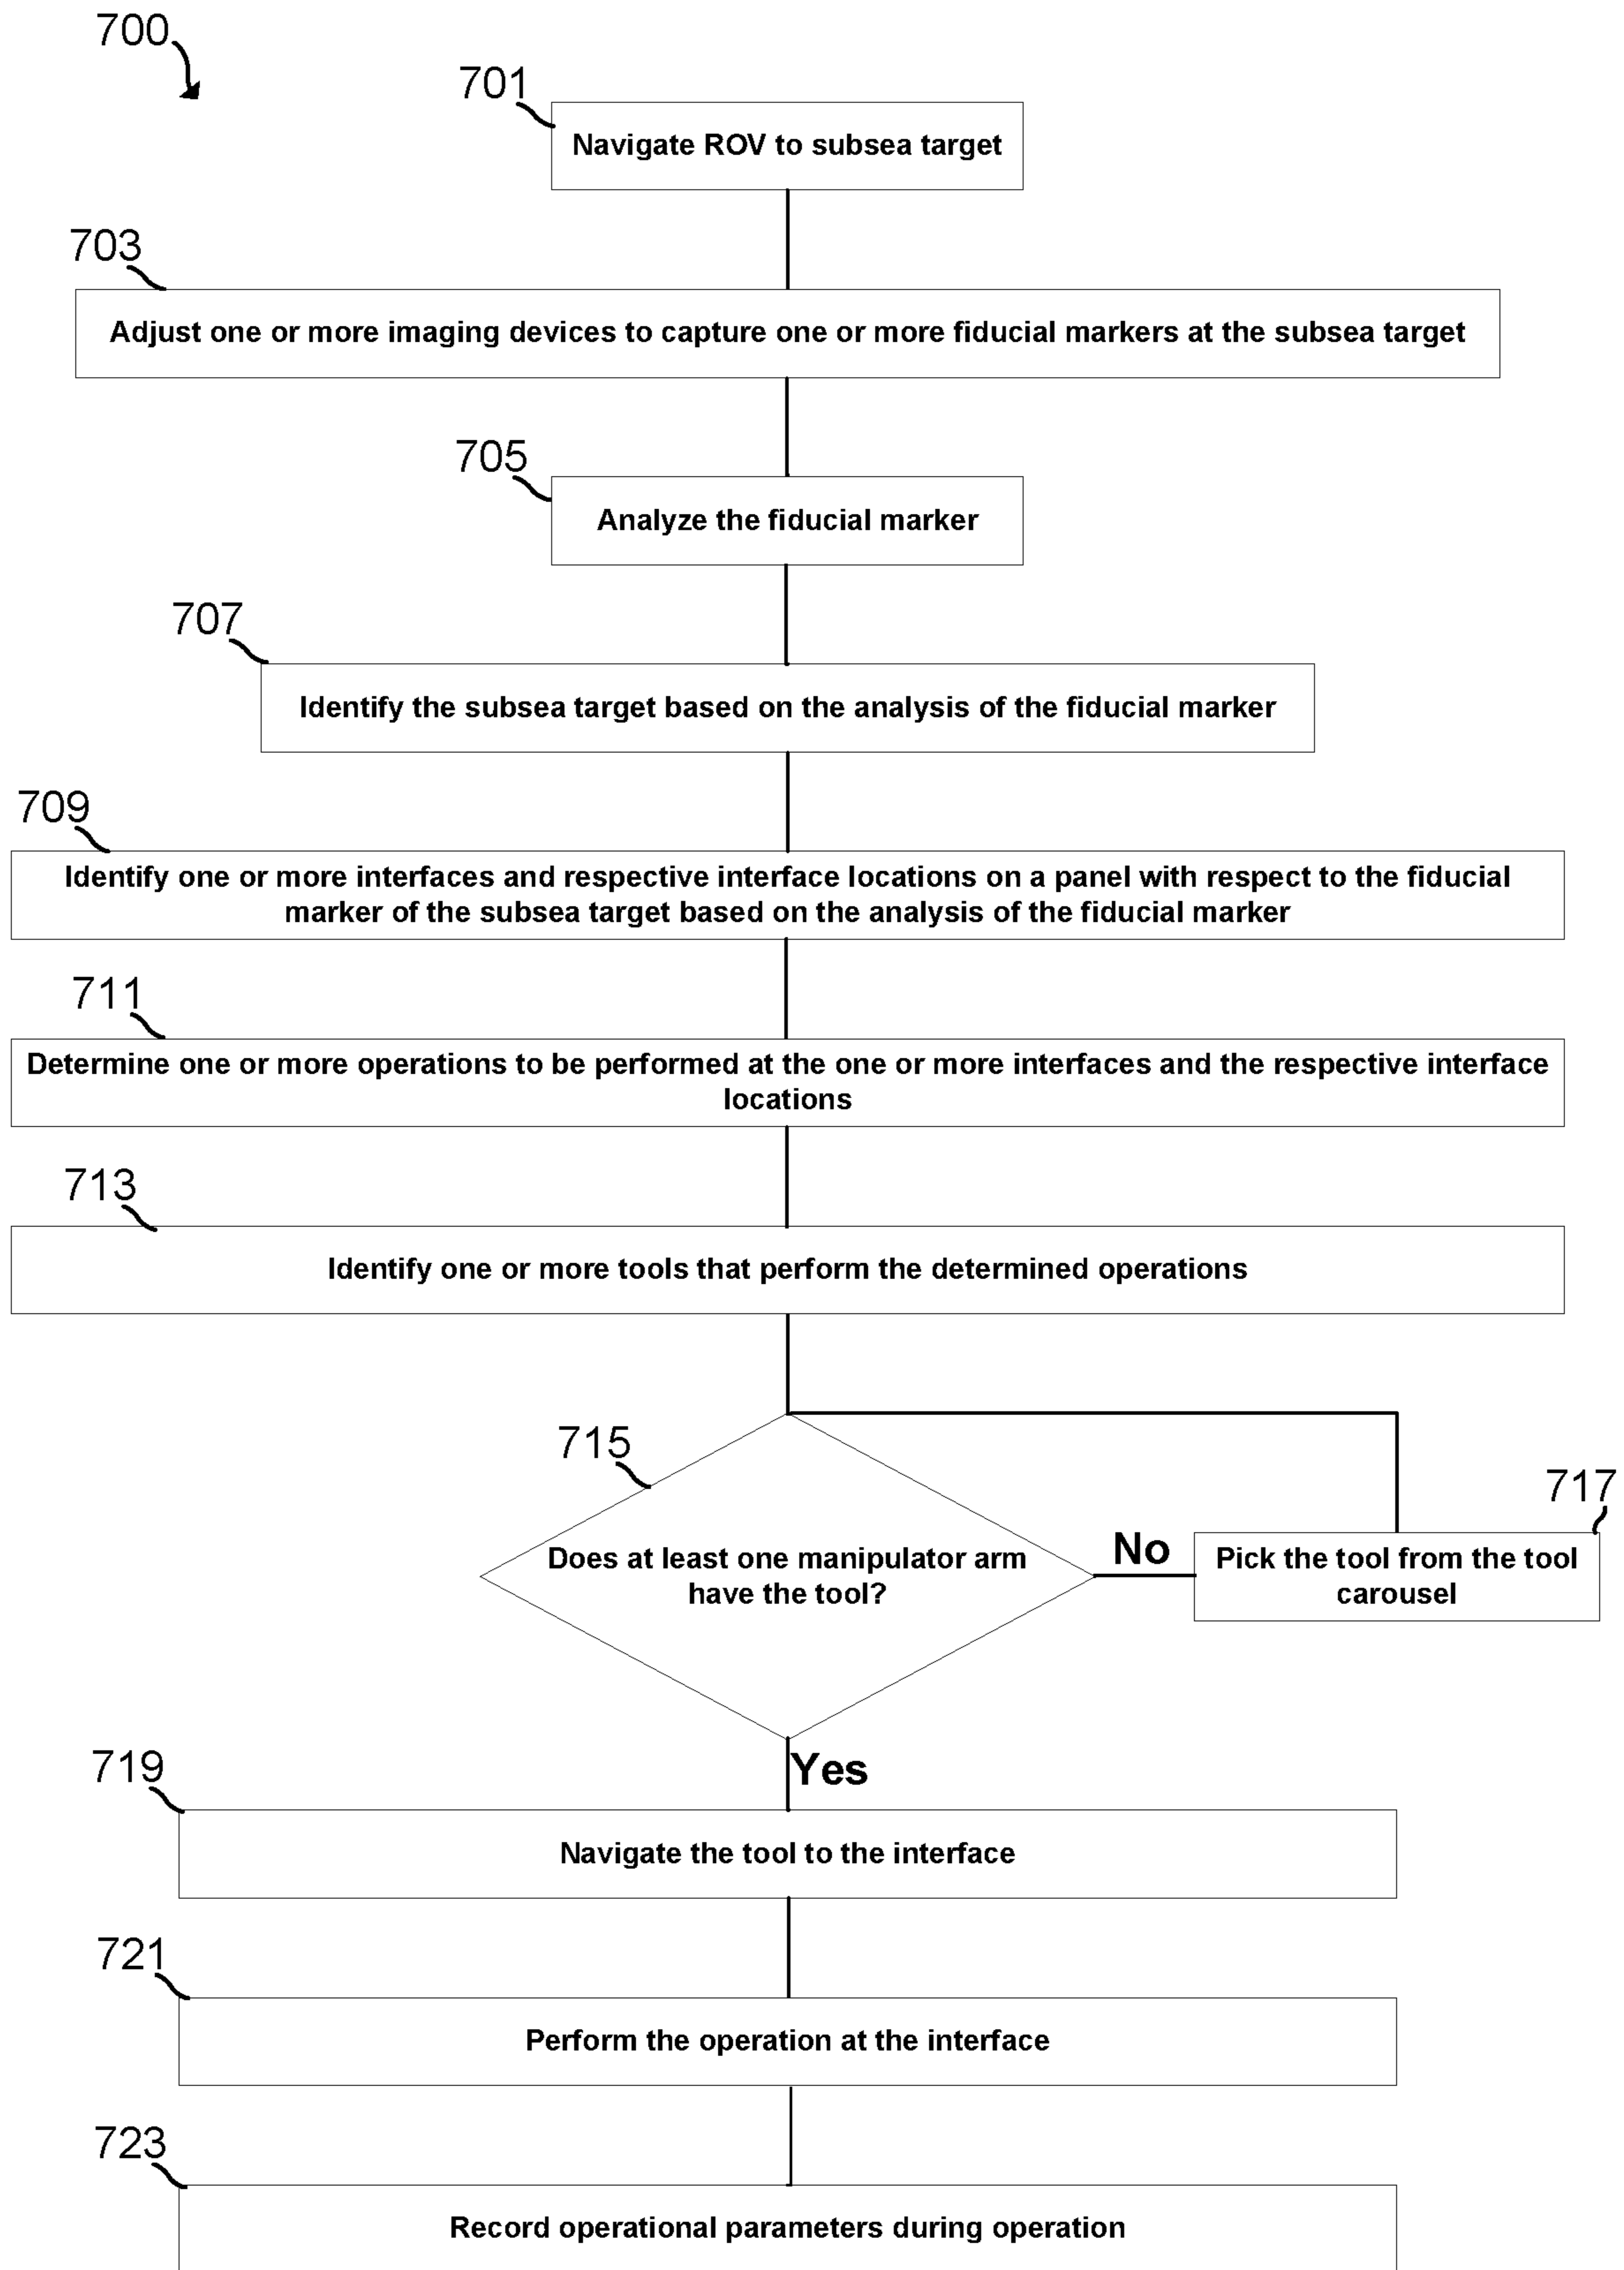 700
701
Navigate ROV to subsea target
703
Adjust one or more imaging devices to capture one or more fiducial markers at the subsea target
705
Analyze the fiducial marker
707
Identify the subsea target based on the analysis of the fiducial marker
709
Identify one or more interfaces and respective interface locations on a panel with respect to the fiducial
marker of the subsea target based on the analysis of the fiducial marker
711
Determine one or more operations to be performed at the one or more interfaces and the respective interface
locations
713
Identify one or more tools that perform the determined operations
715
Does at least one manipulator arm
have the tool?
No
717
Pick the tool from the tool
carousel
Yes
719
Navigate the tool to the interface
721
Perform the operation at the interface
723
Record operational parameters during operation